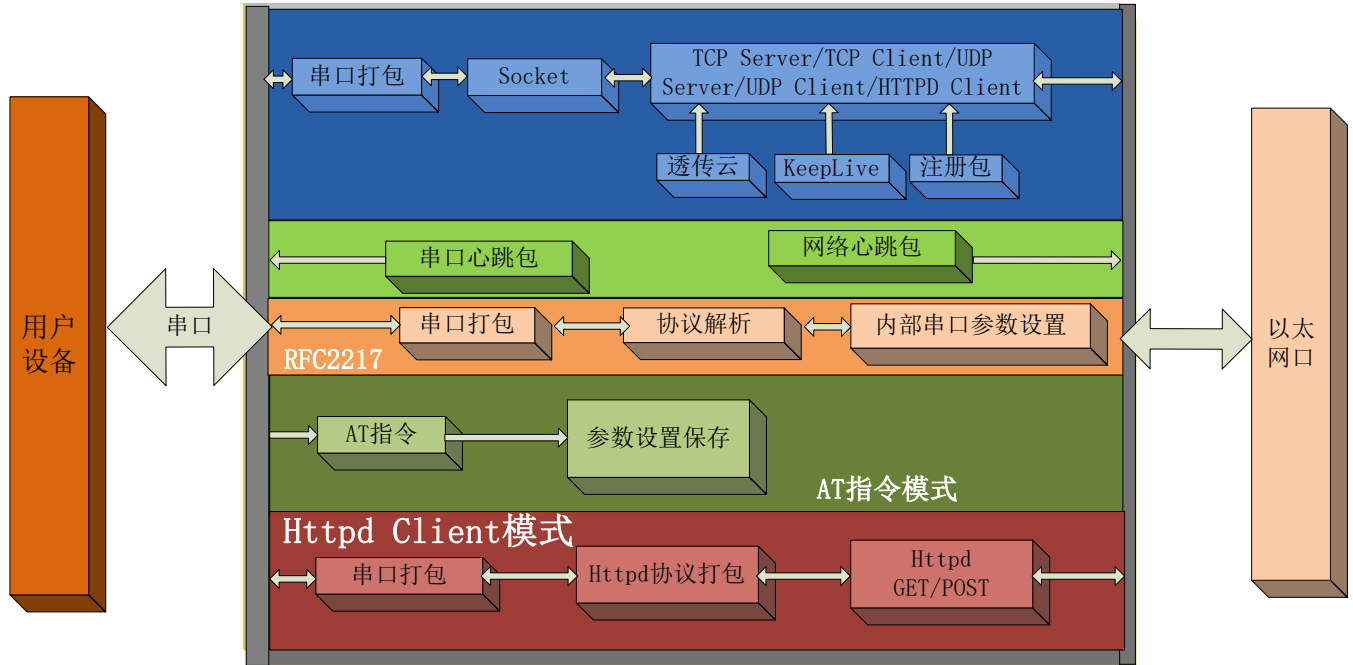 串口打包
Socket
TCP Server/TCP Client/UDP
Server/UDP Client/HTTPD Client
透传云
KeepLive
注册包
串口心跳包
网络心跳包
用户
设备
串口
串口打包
协议解析
内部串口参数设置
RFC2217
以太
网口
AT指令
参数设置保存
AT指令模式
Httpd Client模式
串口打包
Httpd协议打包
Httpd
GET/POST